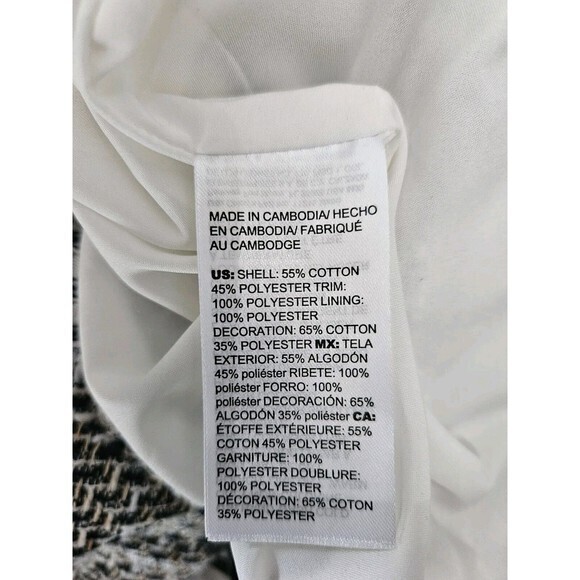 MADE IN CAMBODIA/ HECHO
EN CAMBODIA/ FABRIQUÉ
AU CAMBODGE
US: SHELL: 55% COTTON
45% POLYESTER TRIM:
100% POLYESTER LINING:
100% POLYESTER
DECORATION: 65% COTTON
35% POLYESTER MX: TELA
EXTERIOR: 55% ALGODÓN
45% poliéster RIBETE: 100%
poliéster FORRO: 100%
poliéster DECORACIÓN: 65%
ALGODÓN 35% poliéster CA:
ÉTOFFE EXTÉRIEURE: 55%
COTON 45% POLYESTER
GARNITURE: 100%
POLYESTER DOUBLURE:
100% POLYESTER
DÉCORATION: 65% COTON
35% POLYESTER